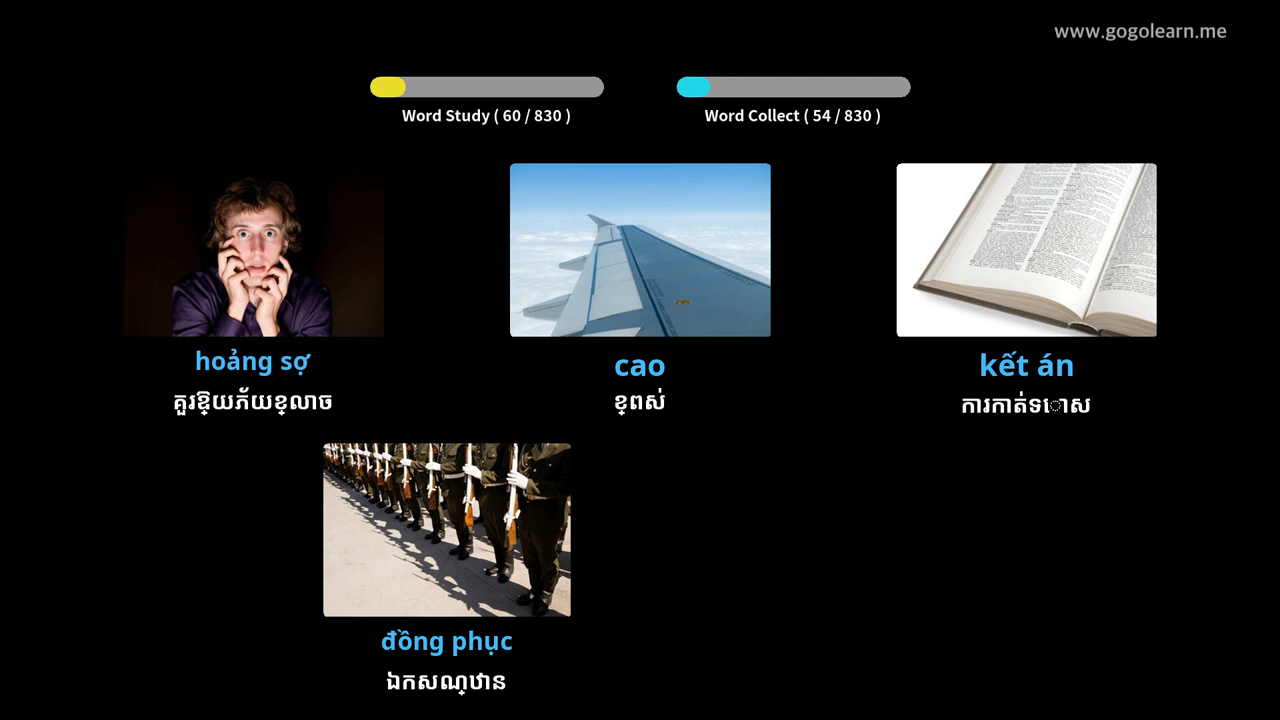 www.gogolearn.me
Word Study ( 60 / 830 )
Word Collect ( 54 / 830 )
hoảng sợ
គួរឱ្យភ័យខ្លាច
cao
ខ្ពស់
kết án
ការកាត់ទោស
đồng phục
ឯកសណ្ឋាន